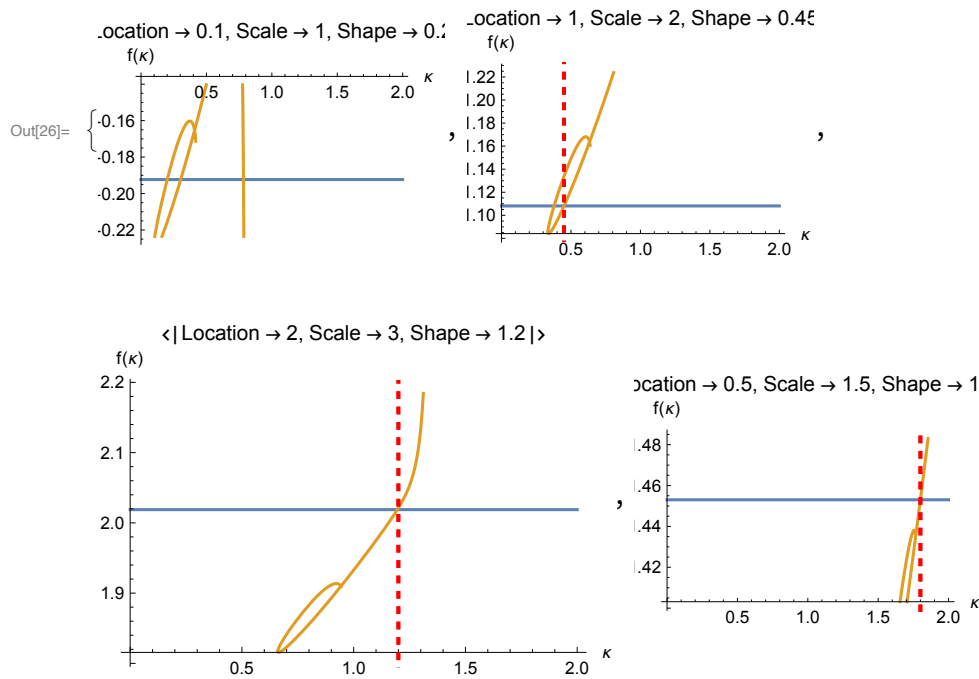 .ocation → 0.1, Scale → 1, Shape → 0.2
f(κ)
0.5 1.0 1.5 2.0 κ
-0.16
-0.18
-0.20
-0.22
Out[26]= {
,
.ocation → 1, Scale → 2, Shape → 0.45
f(κ)
1.22
1.20
1.18
1.16
1.14
1.12
1.10
0.5 1.0 1.5 2.0 κ
,
<|Location → 2, Scale → 3, Shape → 1.2|>
f(κ)
2.2
2.1
2.0
1.9
0.5 1.0 1.5 2.0 κ
,
ocation → 0.5, Scale → 1.5, Shape → 1
f(κ)
1.48
1.46
1.44
1.42
0.5 1.0 1.5 2.0 κ